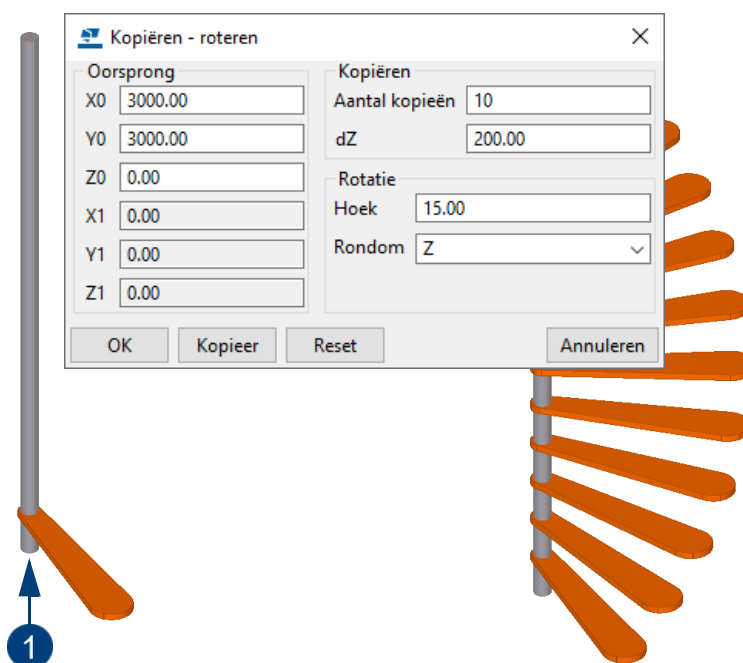 Kopiëren - roteren
Oorsprong
X0 3000.00
Y0 3000.00
Z0 0.00
X1 0.00
Y1 0.00
Z1 0.00
Kopiëren
Aantal kopieën 10
dZ 200.00
Rotatie
Hoek 15.00
Rondom Z
OK Kopieer Reset Annuleren
1